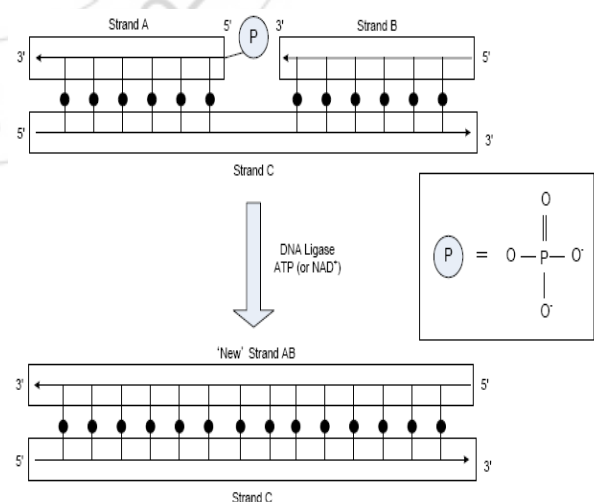 Strand A
5'
P
3'
Strand B
3'
5'
5'
3'
Strand C
DNA Ligase
ATP (or NAD⁺)
P = O — P — O⁻
O
O⁻
'New' Strand AB
3'
5'
5'
3'
Strand C